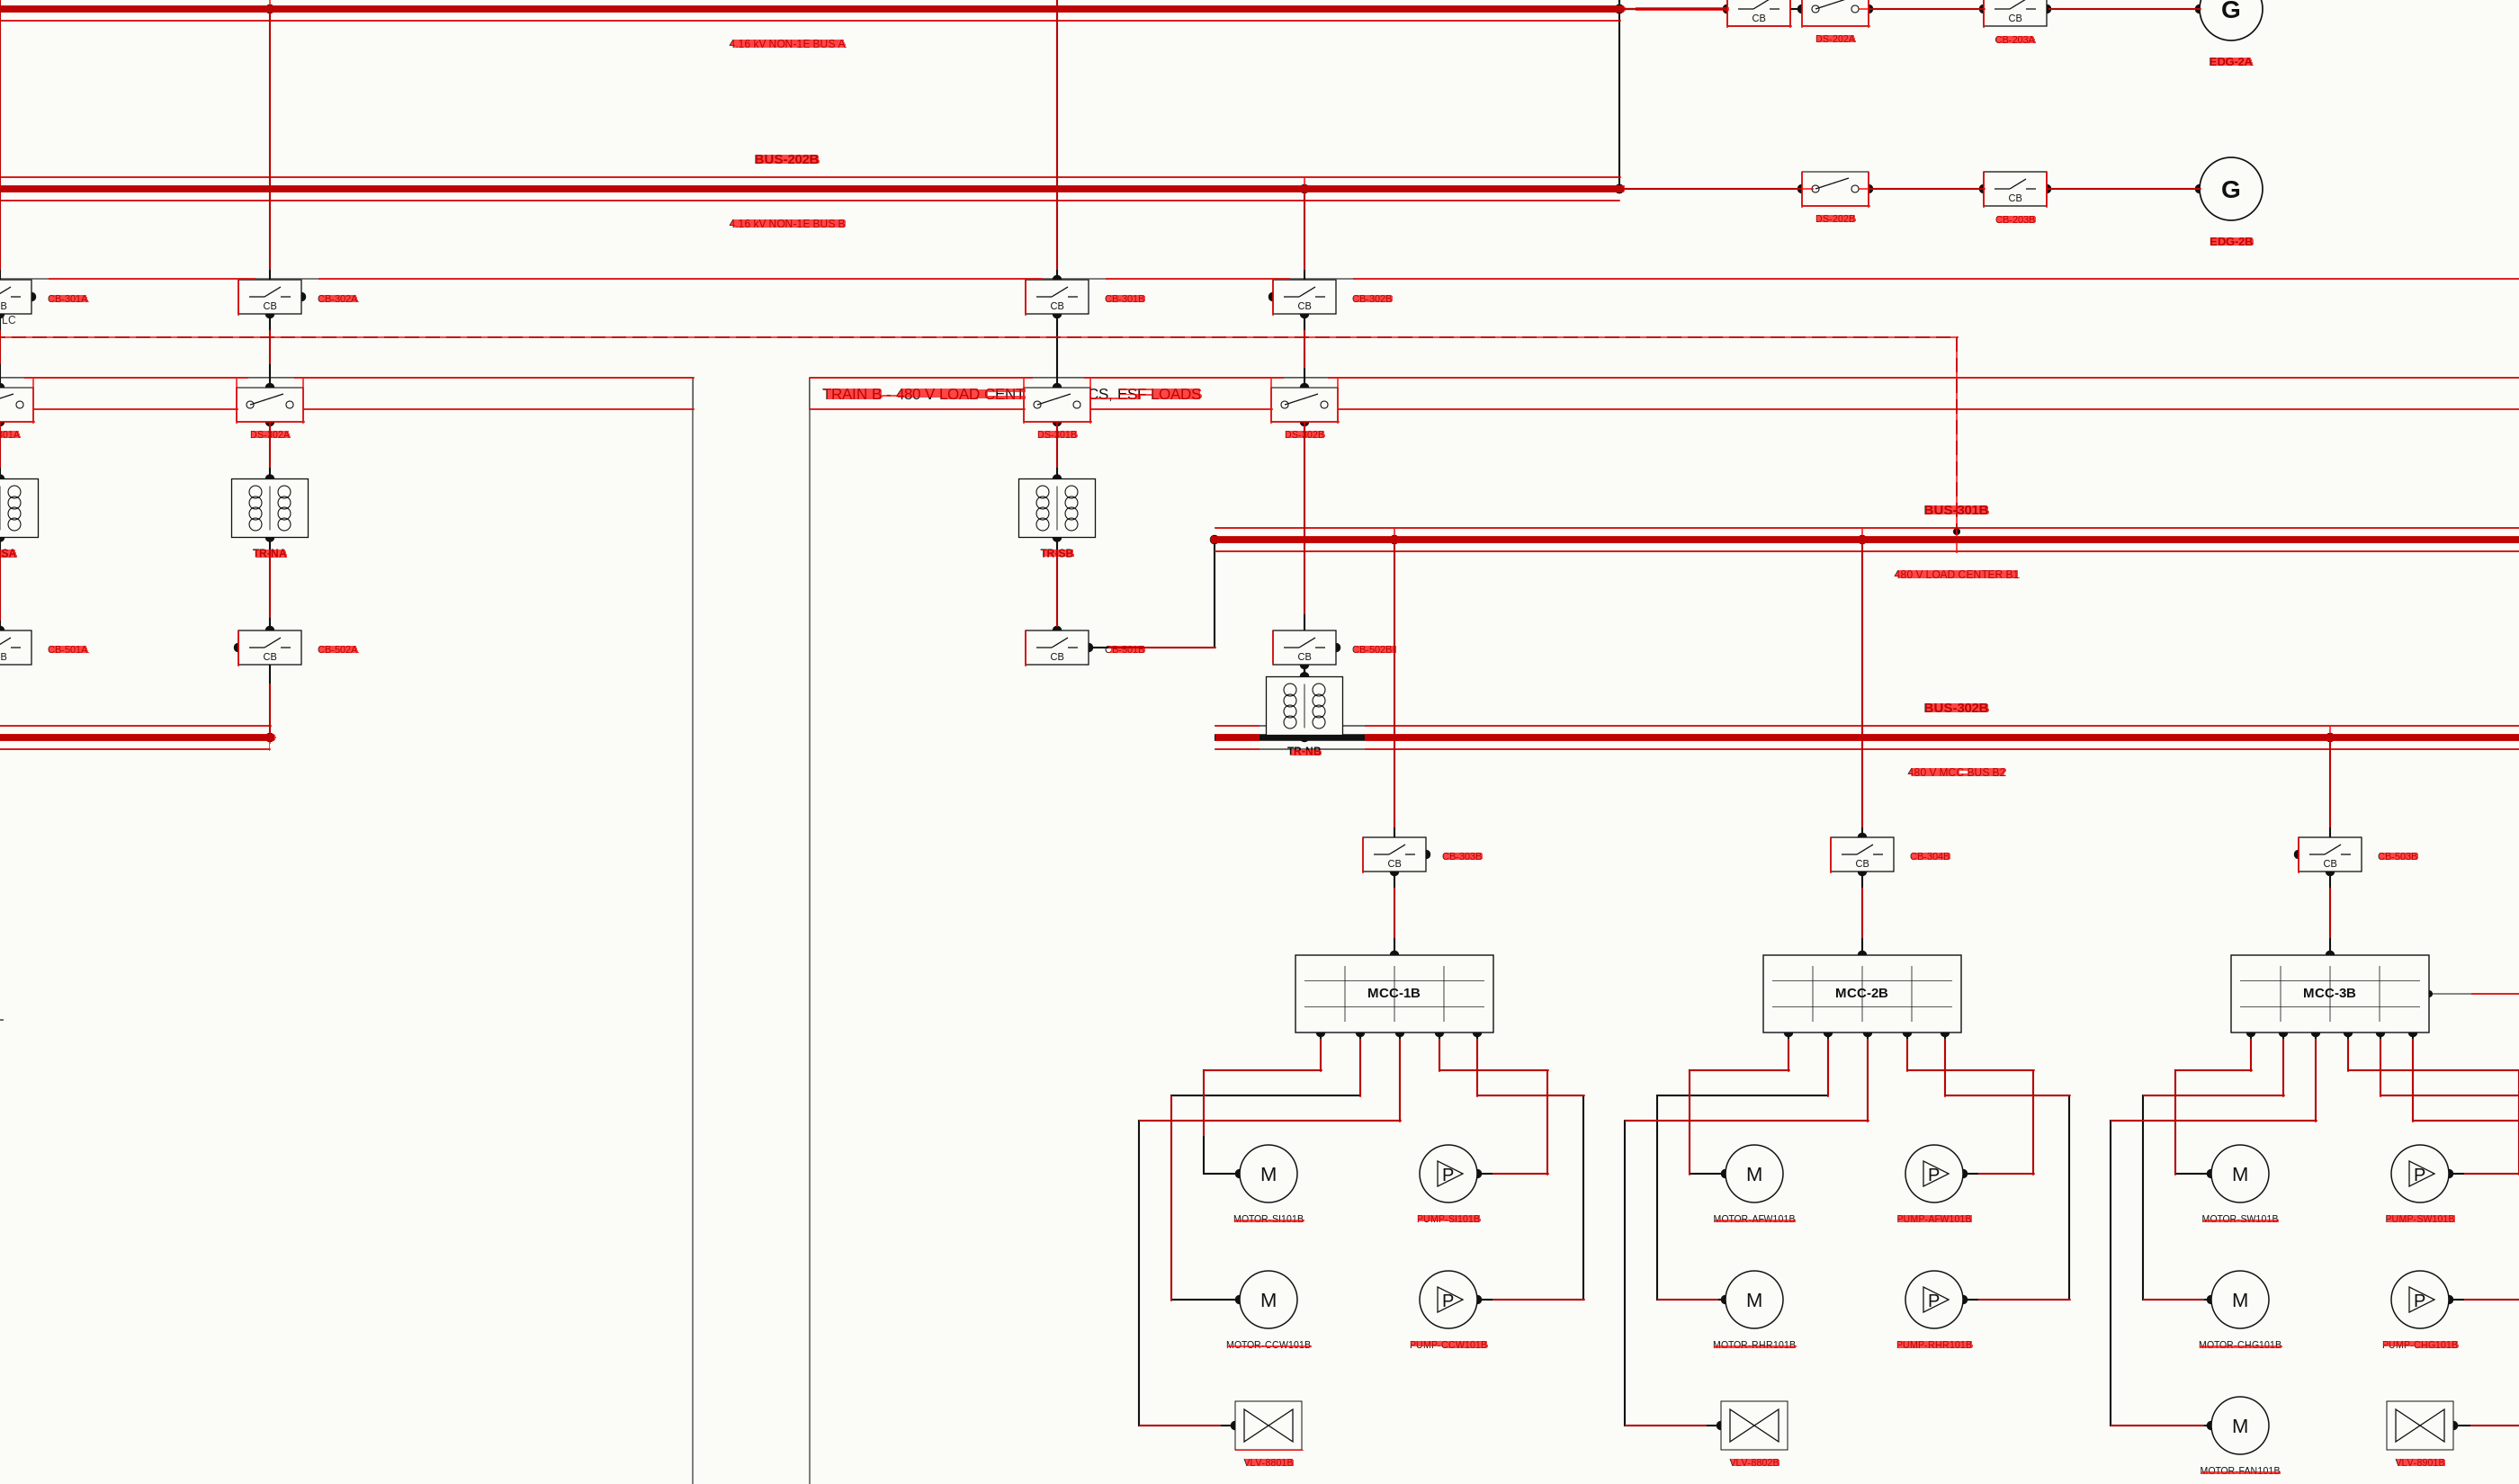 CB
CB
G
4.16 kV NON-1E BUS A
DS-202A
CB-203A
EDG-2A
BUS-202B
CB
G
4.16 kV NON-1E BUS B
DS-202B
CB-203B
EDG-2B
CB-301A
CB
CB-302A
CB
CB-301B
CB
CB-302B
LC
TRAIN B - 480 V LOAD CENT CS, ESF LOADS
301A
DS-302A
DS-301B
DS-302B
BUS-301B
SA
TR-NA
TR-SB
480 V LOAD CENTER B1
B
CB-501A
CB
CB-502A
CB
CB-501B
CB
CB-502B
BUS-302B
TR-NB
480 V MCC BUS B2
CB
CB-303B
CB
CB-304B
CB
CB-503B
MCC-1B
MCC-2B
MCC-3B
M
P
M
P
M
P
MOTOR-SI101B
PUMP-SI101B
MOTOR-AFW101B
PUMP-AFW101B
MOTOR-SW101B
PUMP-SW101B
M
P
M
P
M
P
MOTOR-CCW101B
PUMP-CCW101B
MOTOR-RHR101B
PUMP-RHR101B
MOTOR-CHG101B
PUMP-CHG101B
M
VLV-8801B
VLV-8802B
MOTOR-FAN101B
VLV-8901B